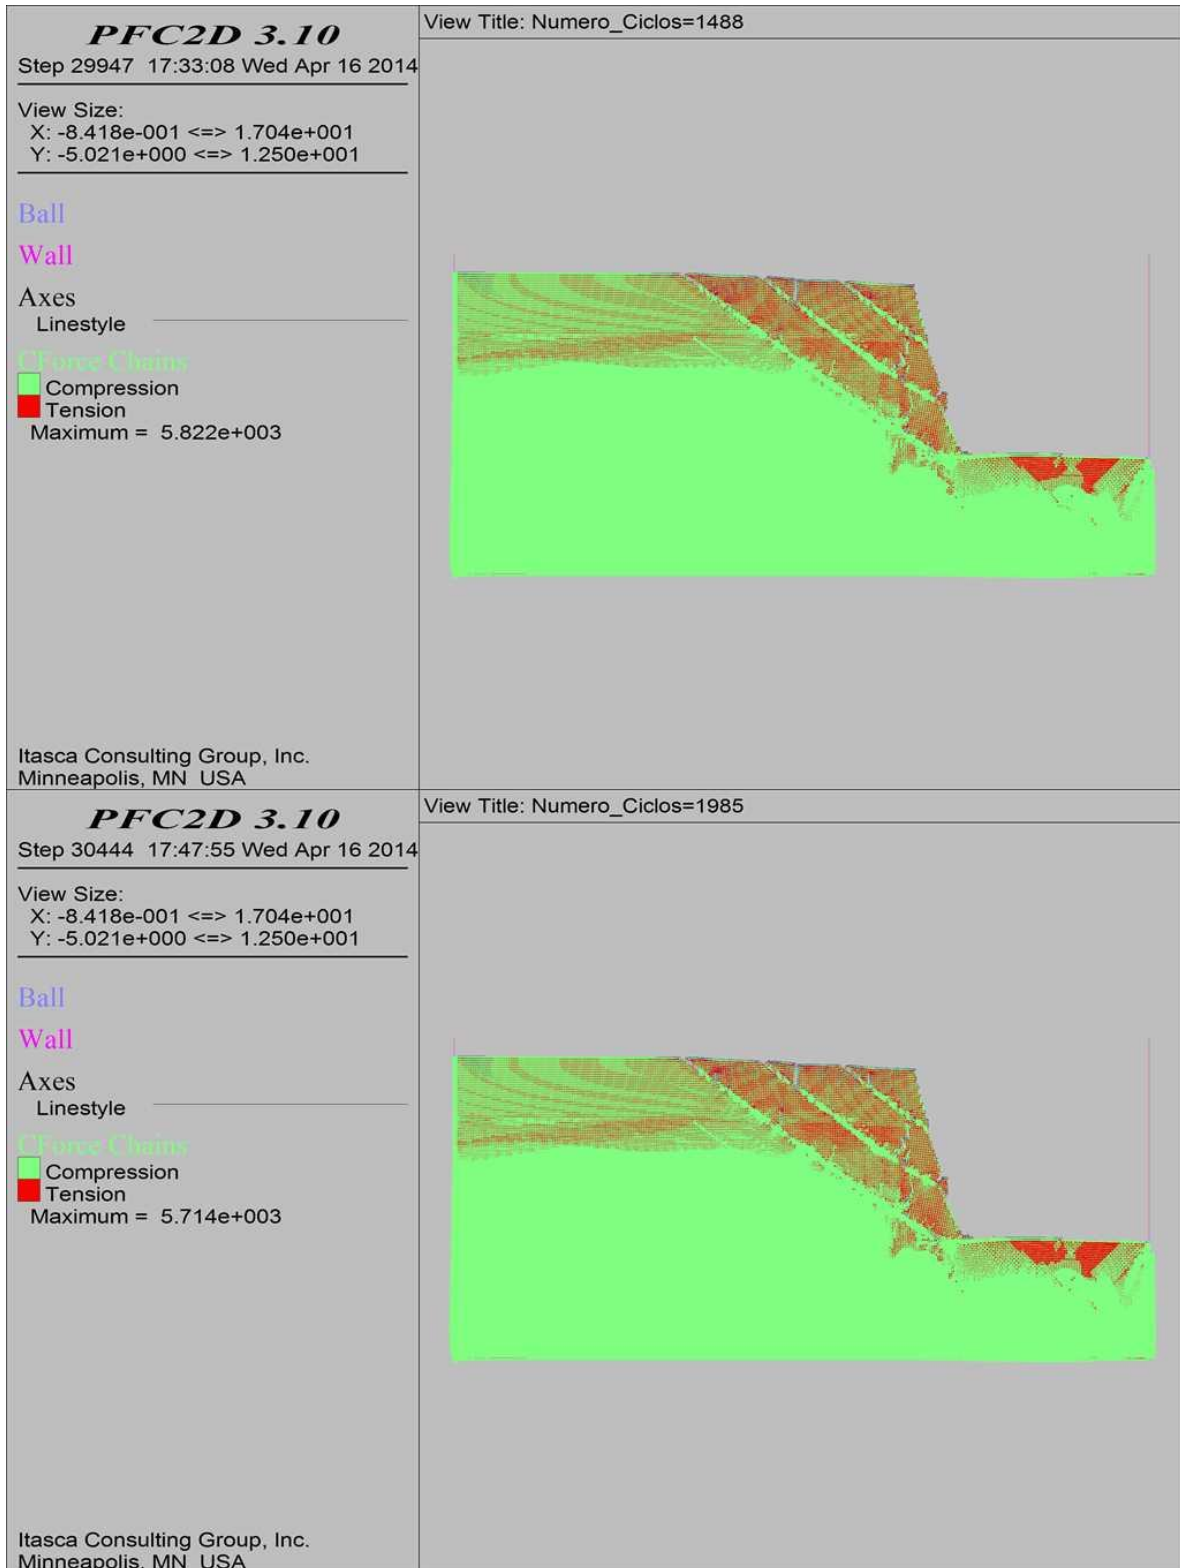 PFC2D 3.10
Step 29947 17:33:08 Wed Apr 16 2014
View Size:
X: -8.418e-001 <=> 1.704e+001
Y: -5.021e+000 <=> 1.250e+001
Ball
Wall
Axes
Linestyle
CForce Chains
Compression
Tension
Maximum = 5.822e+003
Itasca Consulting Group, Inc.
Minneapolis, MN USA
View Title: Numero_Ciclos=1488
PFC2D 3.10
Step 30444 17:47:55 Wed Apr 16 2014
View Size:
X: -8.418e-001 <=> 1.704e+001
Y: -5.021e+000 <=> 1.250e+001
Ball
Wall
Axes
Linestyle
CForce Chains
Compression
Tension
Maximum = 5.714e+003
Itasca Consulting Group, Inc.
Minneapolis, MN USA
View Title: Numero_Ciclos=1985